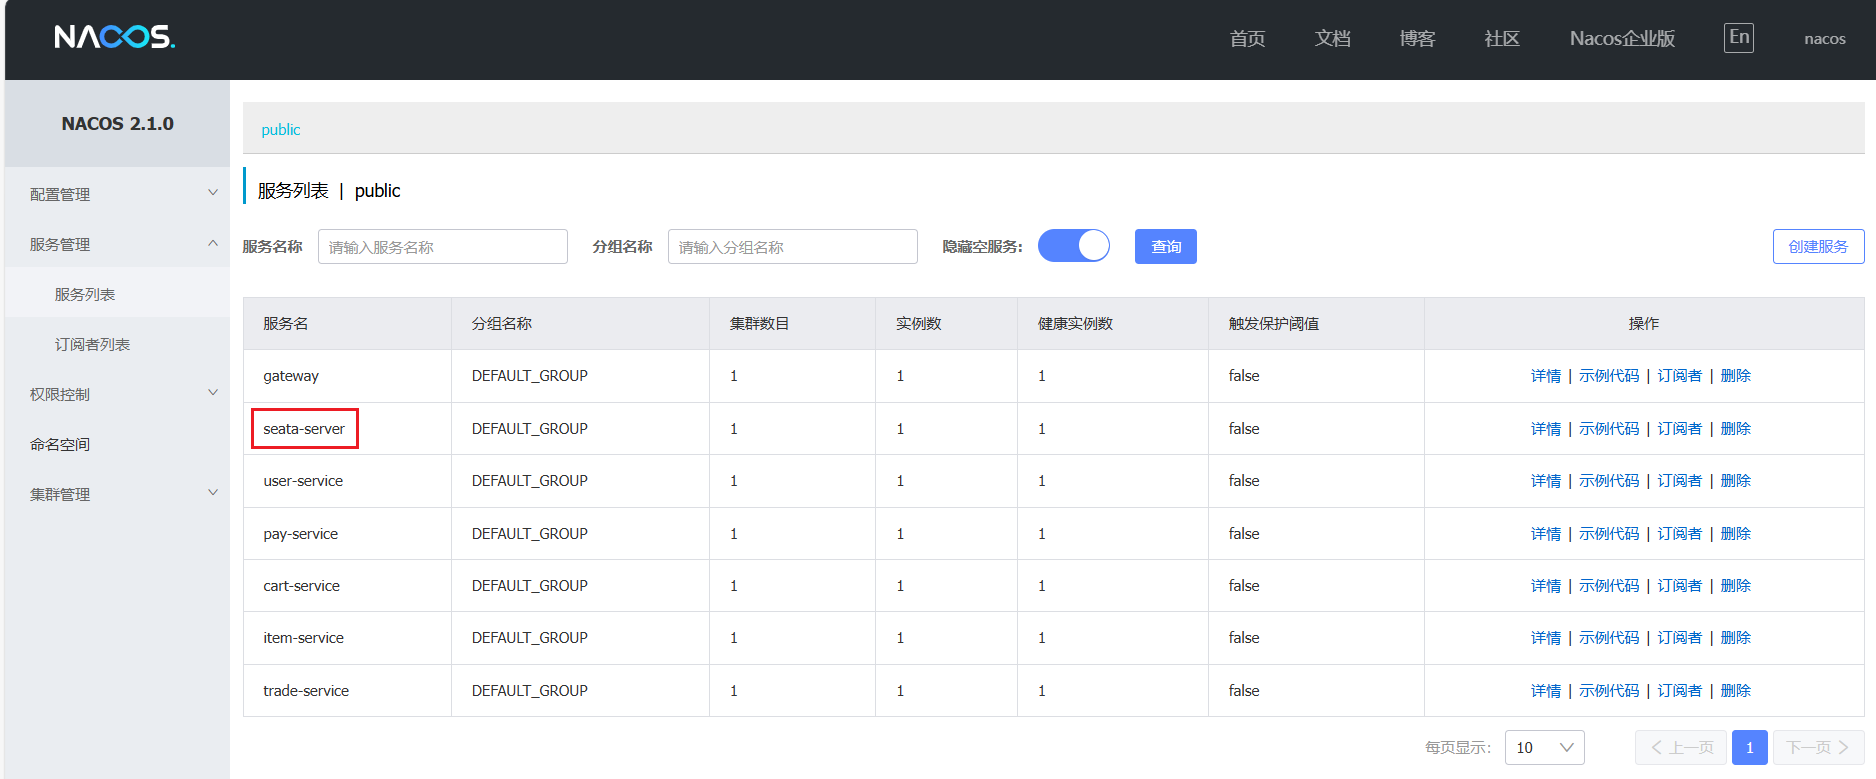 NACOS. 首页 文档 博客 社区 Nacos企业版 En nacos
NACOS 2.1.0
配置管理
服务管理
服务列表
订阅者列表
权限控制
命名空间
集群管理
public
服务列表 | public
服务名称 请输入服务名称 分组名称 请输入分组名称 隐藏空服务: 查询 创建服务
服务名 分组名称 集群数目 实例数 健康实例数 触发保护阈值 操作
gateway DEFAULT_GROUP 1 1 1 false 详情 | 示例代码 | 订阅者 | 删除
seata-server DEFAULT_GROUP 1 1 1 false 详情 | 示例代码 | 订阅者 | 删除
user-service DEFAULT_GROUP 1 1 1 false 详情 | 示例代码 | 订阅者 | 删除
pay-service DEFAULT_GROUP 1 1 1 false 详情 | 示例代码 | 订阅者 | 删除
cart-service DEFAULT_GROUP 1 1 1 false 详情 | 示例代码 | 订阅者 | 删除
item-service DEFAULT_GROUP 1 1 1 false 详情 | 示例代码 | 订阅者 | 删除
trade-service DEFAULT_GROUP 1 1 1 false 详情 | 示例代码 | 订阅者 | 删除
每页显示: 10 上一页 1 下一页